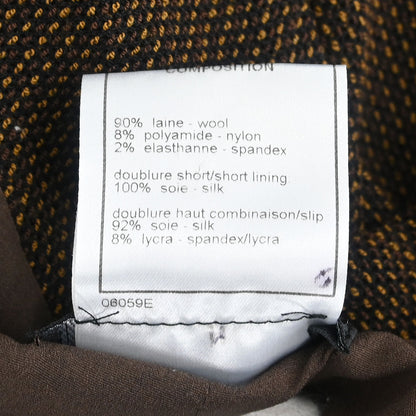 COMPOSITION
90% laine - wool
8% polyamide - nylon
2% elasthanne - spandex
doublure short/short lining
100% soie - silk
doublure haut combinaison/slip
92% soie - silk
8% lycra - spandex/lycra
06059E